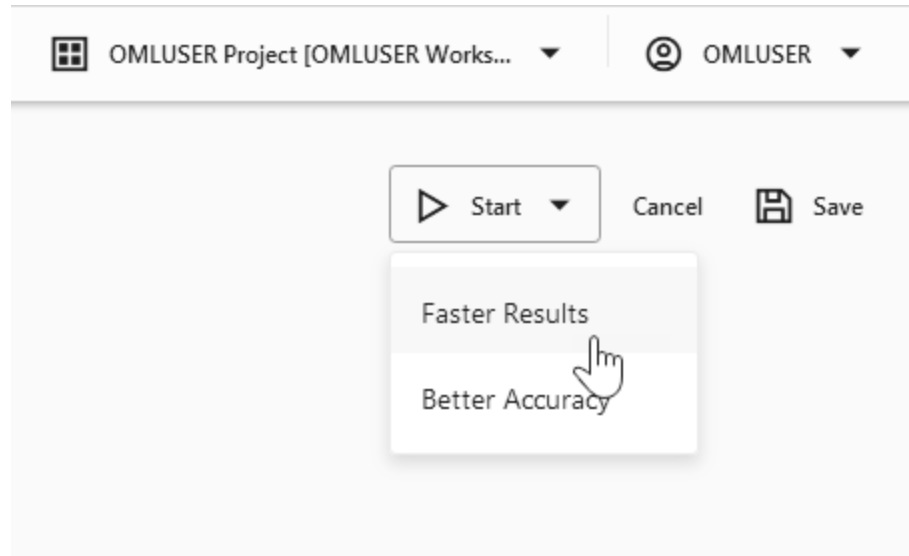 OMLUSER Project [OMLUSER Works... OMLUSER
Start Cancel Save
Faster Results
Better Accuracy